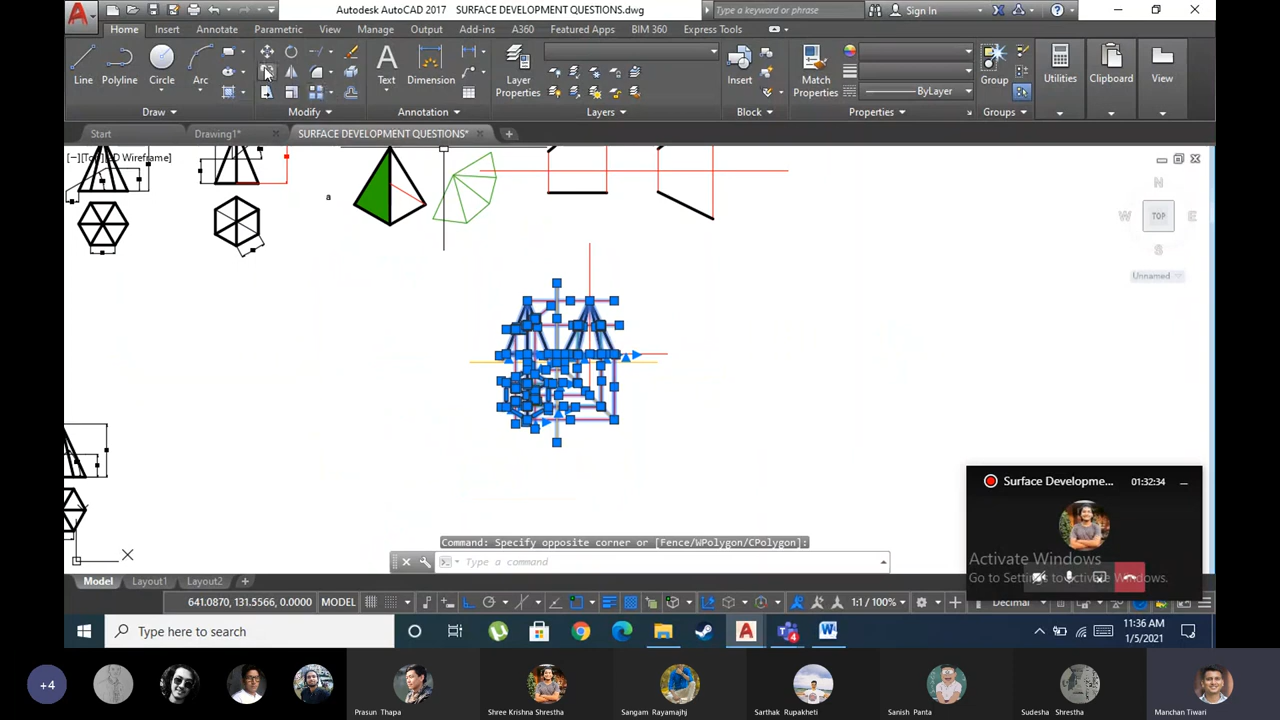 Autodesk AutoCAD 2017 SURFACE DEVELOPMENT QUESTIONS.dwg
Type a keyword or phrase
Sign In
Home Insert Annotate Parametric View Manage Output Add-ins A360 Featured Apps BIM 360 Express Tools
Line Polyline Circle Arc
Text Dimension
Layer Properties
Insert
Match Properties
ByLayer
Group
Utilities
Clipboard
View
Draw Modify Annotation Layers Block Properties Groups
Start Drawing1* SURFACE DEVELOPMENT QUESTIONS*
N
W TOP E
S
Unnamed
a
Surface Developme... 01:32:34
Activate Windows
Go to Settings to activate Windows.
Command: Specify opposite corner or [Fence/WPolygon/CPolygon]:
Type a command
Model Layout1 Layout2
641.0870, 131.5566, 0.0000 MODEL
1:1 / 100%
Decimal
Type here to search
11:36 AM
1/5/2021
+4
Prasun Thapa
Shree Krishna Shrestha
Sangam Rayamajhj
Sarthak Rupakheti
Sanish Panta
Sudesha Shrestha
Manchan Tiwari